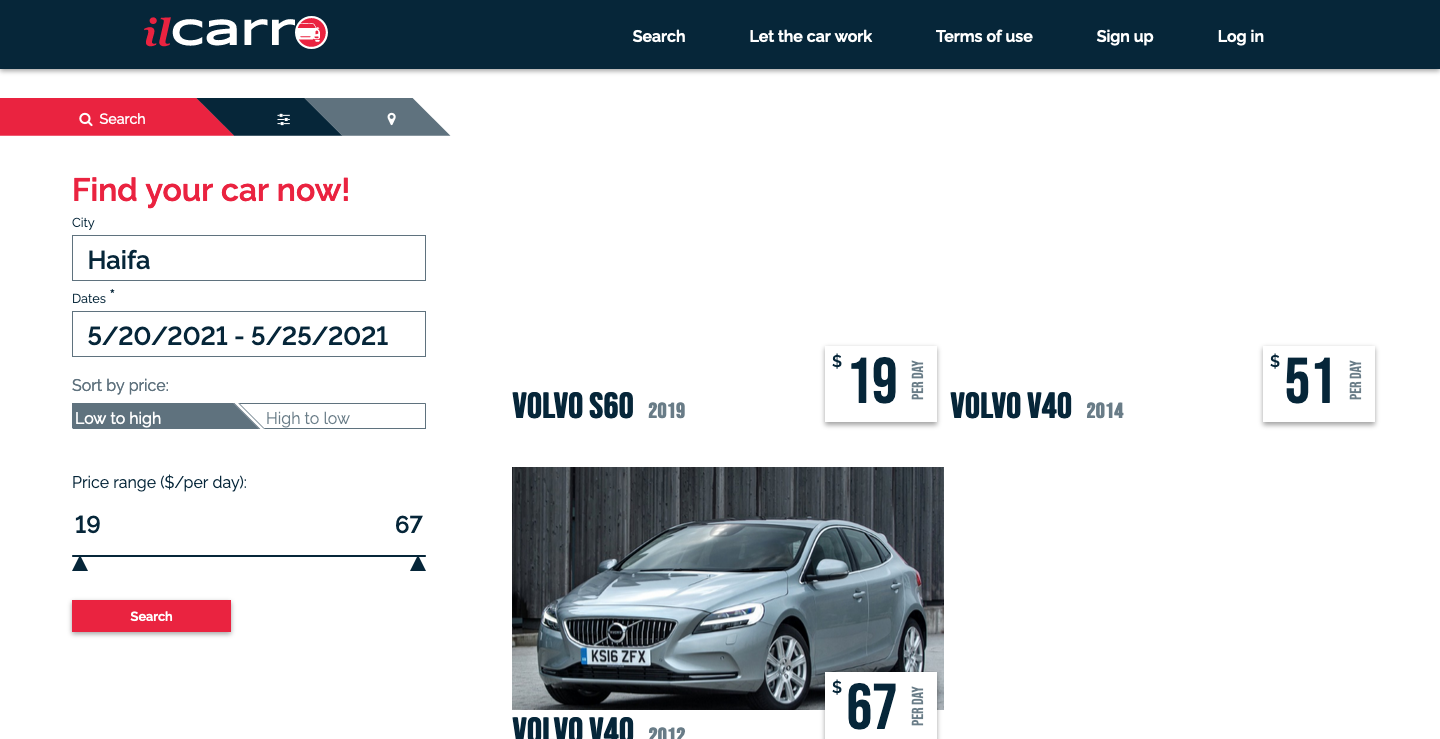 ilcarro
Search
Let the car work
Terms of use
Sign up
Log in
Search
Find your car now!
City
Haifa
Dates *
5/20/2021 - 5/25/2021
Sort by price:
Low to high
High to low
Price range ($/per day):
19
67
Search
VOLVO S60 2019
$ 19 PER DAY
VOLVO V40 2014
$ 51 PER DAY
KS16 ZFX
VOLVO V40 2012
$ 67 PER DAY